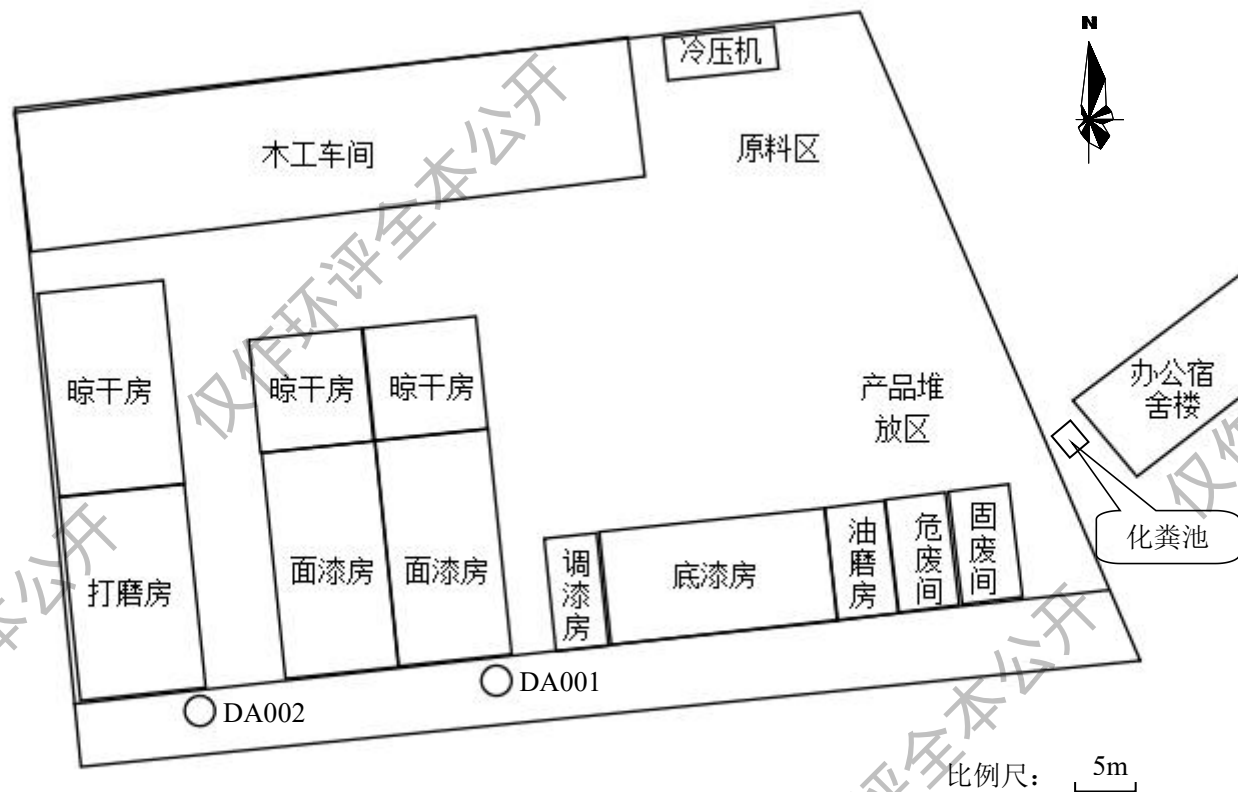 冷压机
N
木工车间
原料区
晾干房
晾干房
晾干房
产品堆
放区
办公宿
舍楼
化粪池
打磨房
面漆房
面漆房
调漆房
底漆房
油磨房
危废间
固废间
DA001
DA002
比例尺：
5m
仅作环评全本公开
本公开
仅作
评全本公开